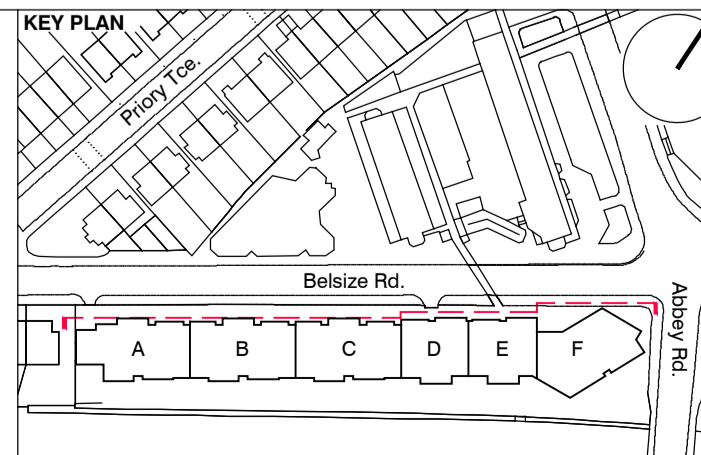 KEY PLAN
Priory Tce.
Belsize Rd.
Abbey Rd.
A B C D E F